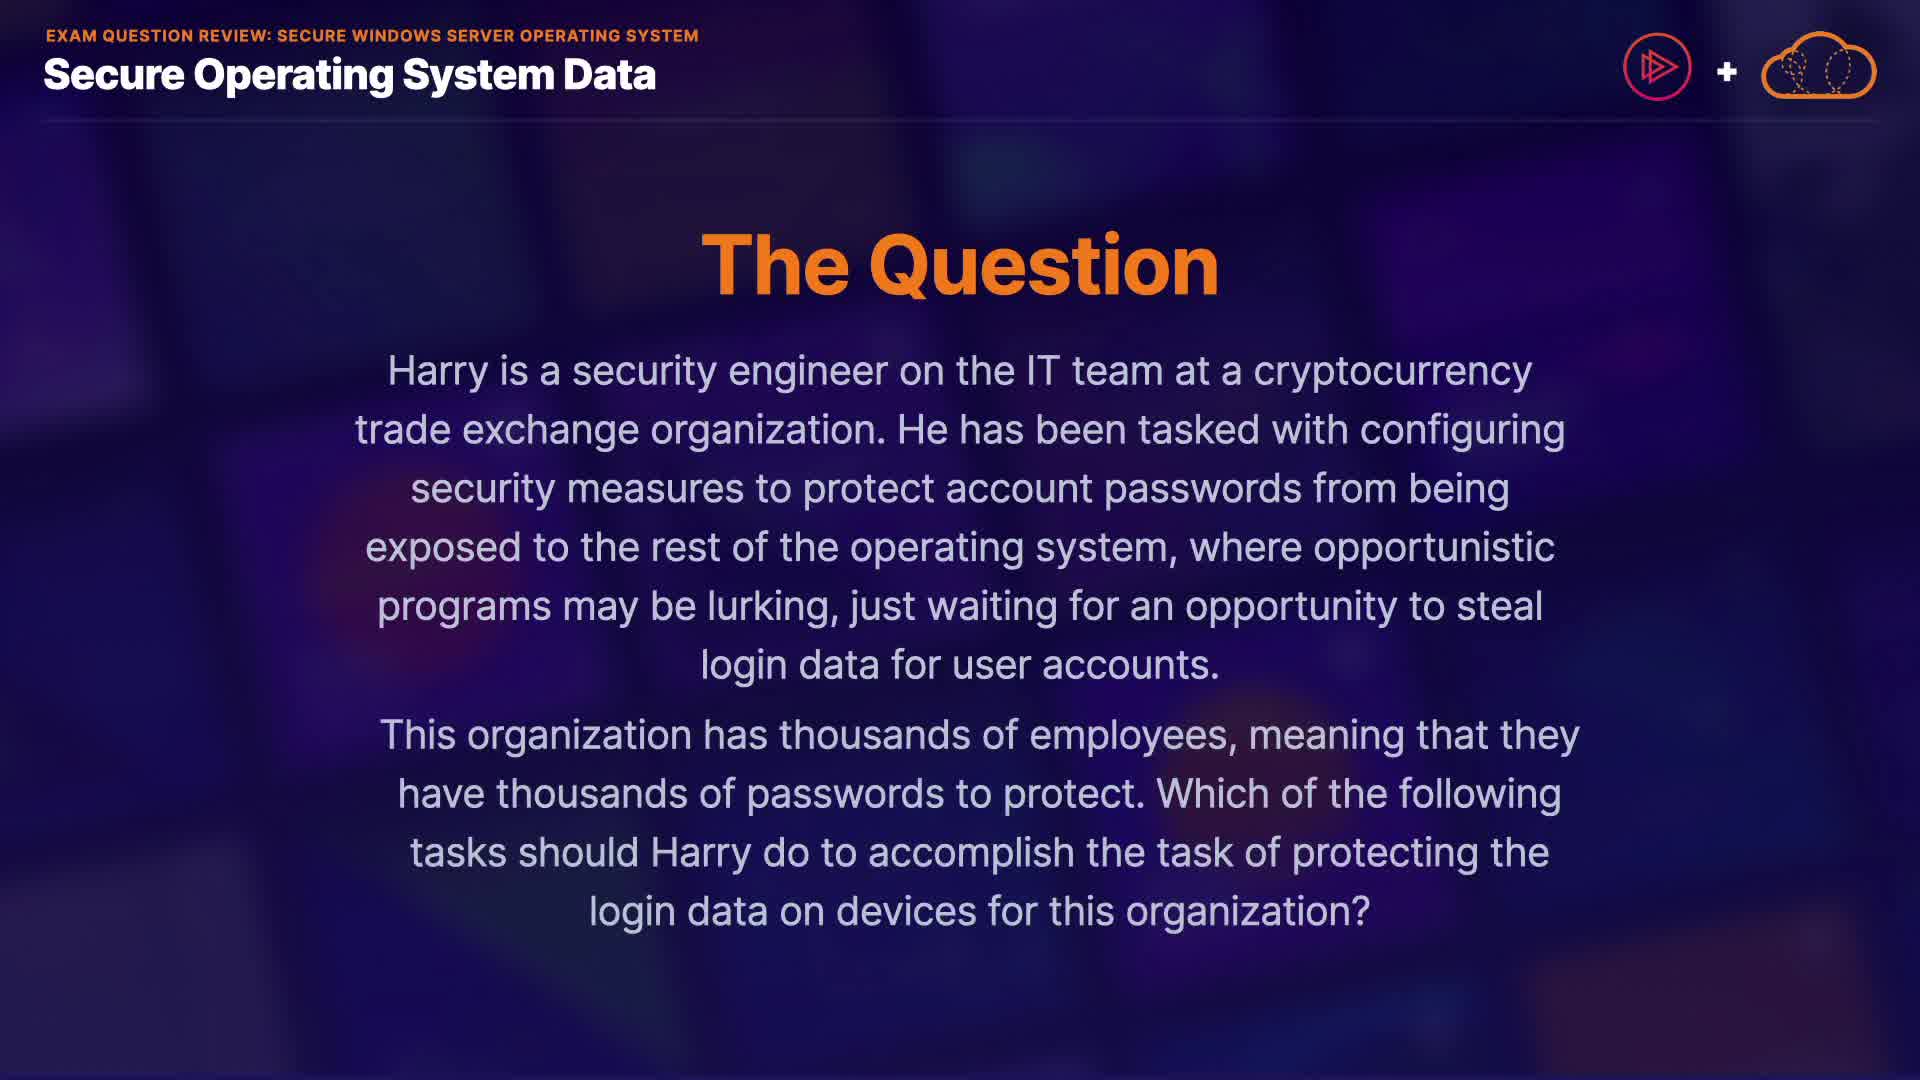 EXAM QUESTION REVIEW: SECURE WINDOWS SERVER OPERATING SYSTEM
Secure Operating System Data
+
The Question
Harry is a security engineer on the IT team at a cryptocurrency
trade exchange organization. He has been tasked with configuring
security measures to protect account passwords from being
exposed to the rest of the operating system, where opportunistic
programs may be lurking, just waiting for an opportunity to steal
login data for user accounts.
This organization has thousands of employees, meaning that they
have thousands of passwords to protect. Which of the following
tasks should Harry do to accomplish the task of protecting the
login data on devices for this organization?